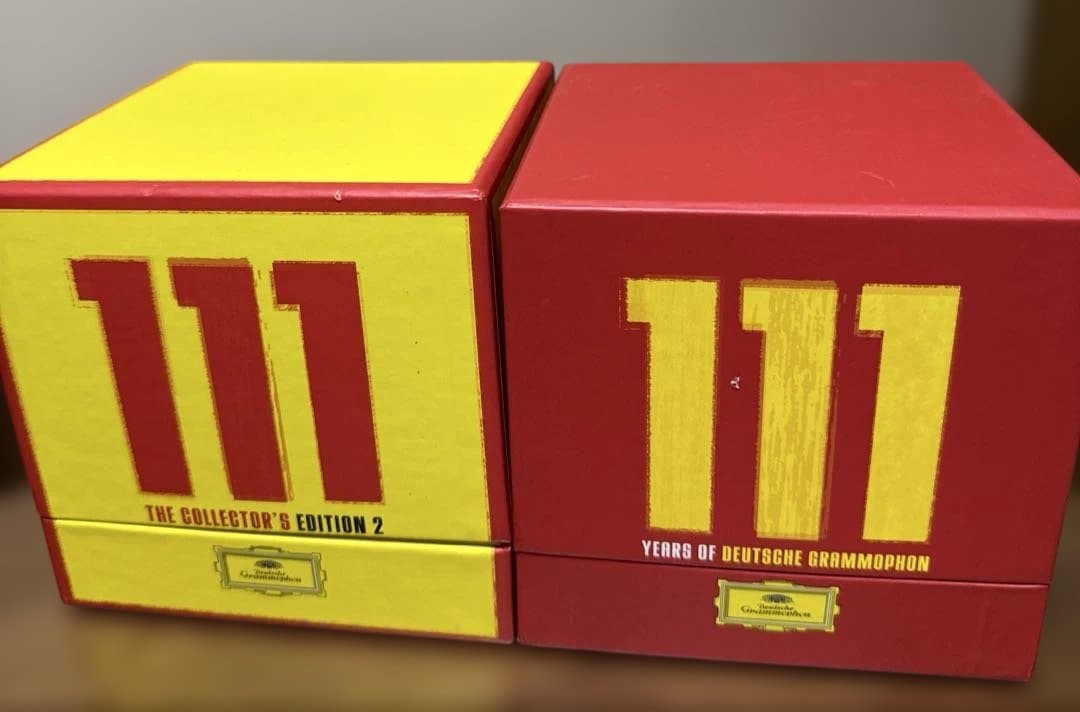 111
THE COLLECTOR'S EDITION 2
Deutsche
Grammophon
111
YEARS OF DEUTSCHE GRAMMOPHON
Deutsche
Grammophon